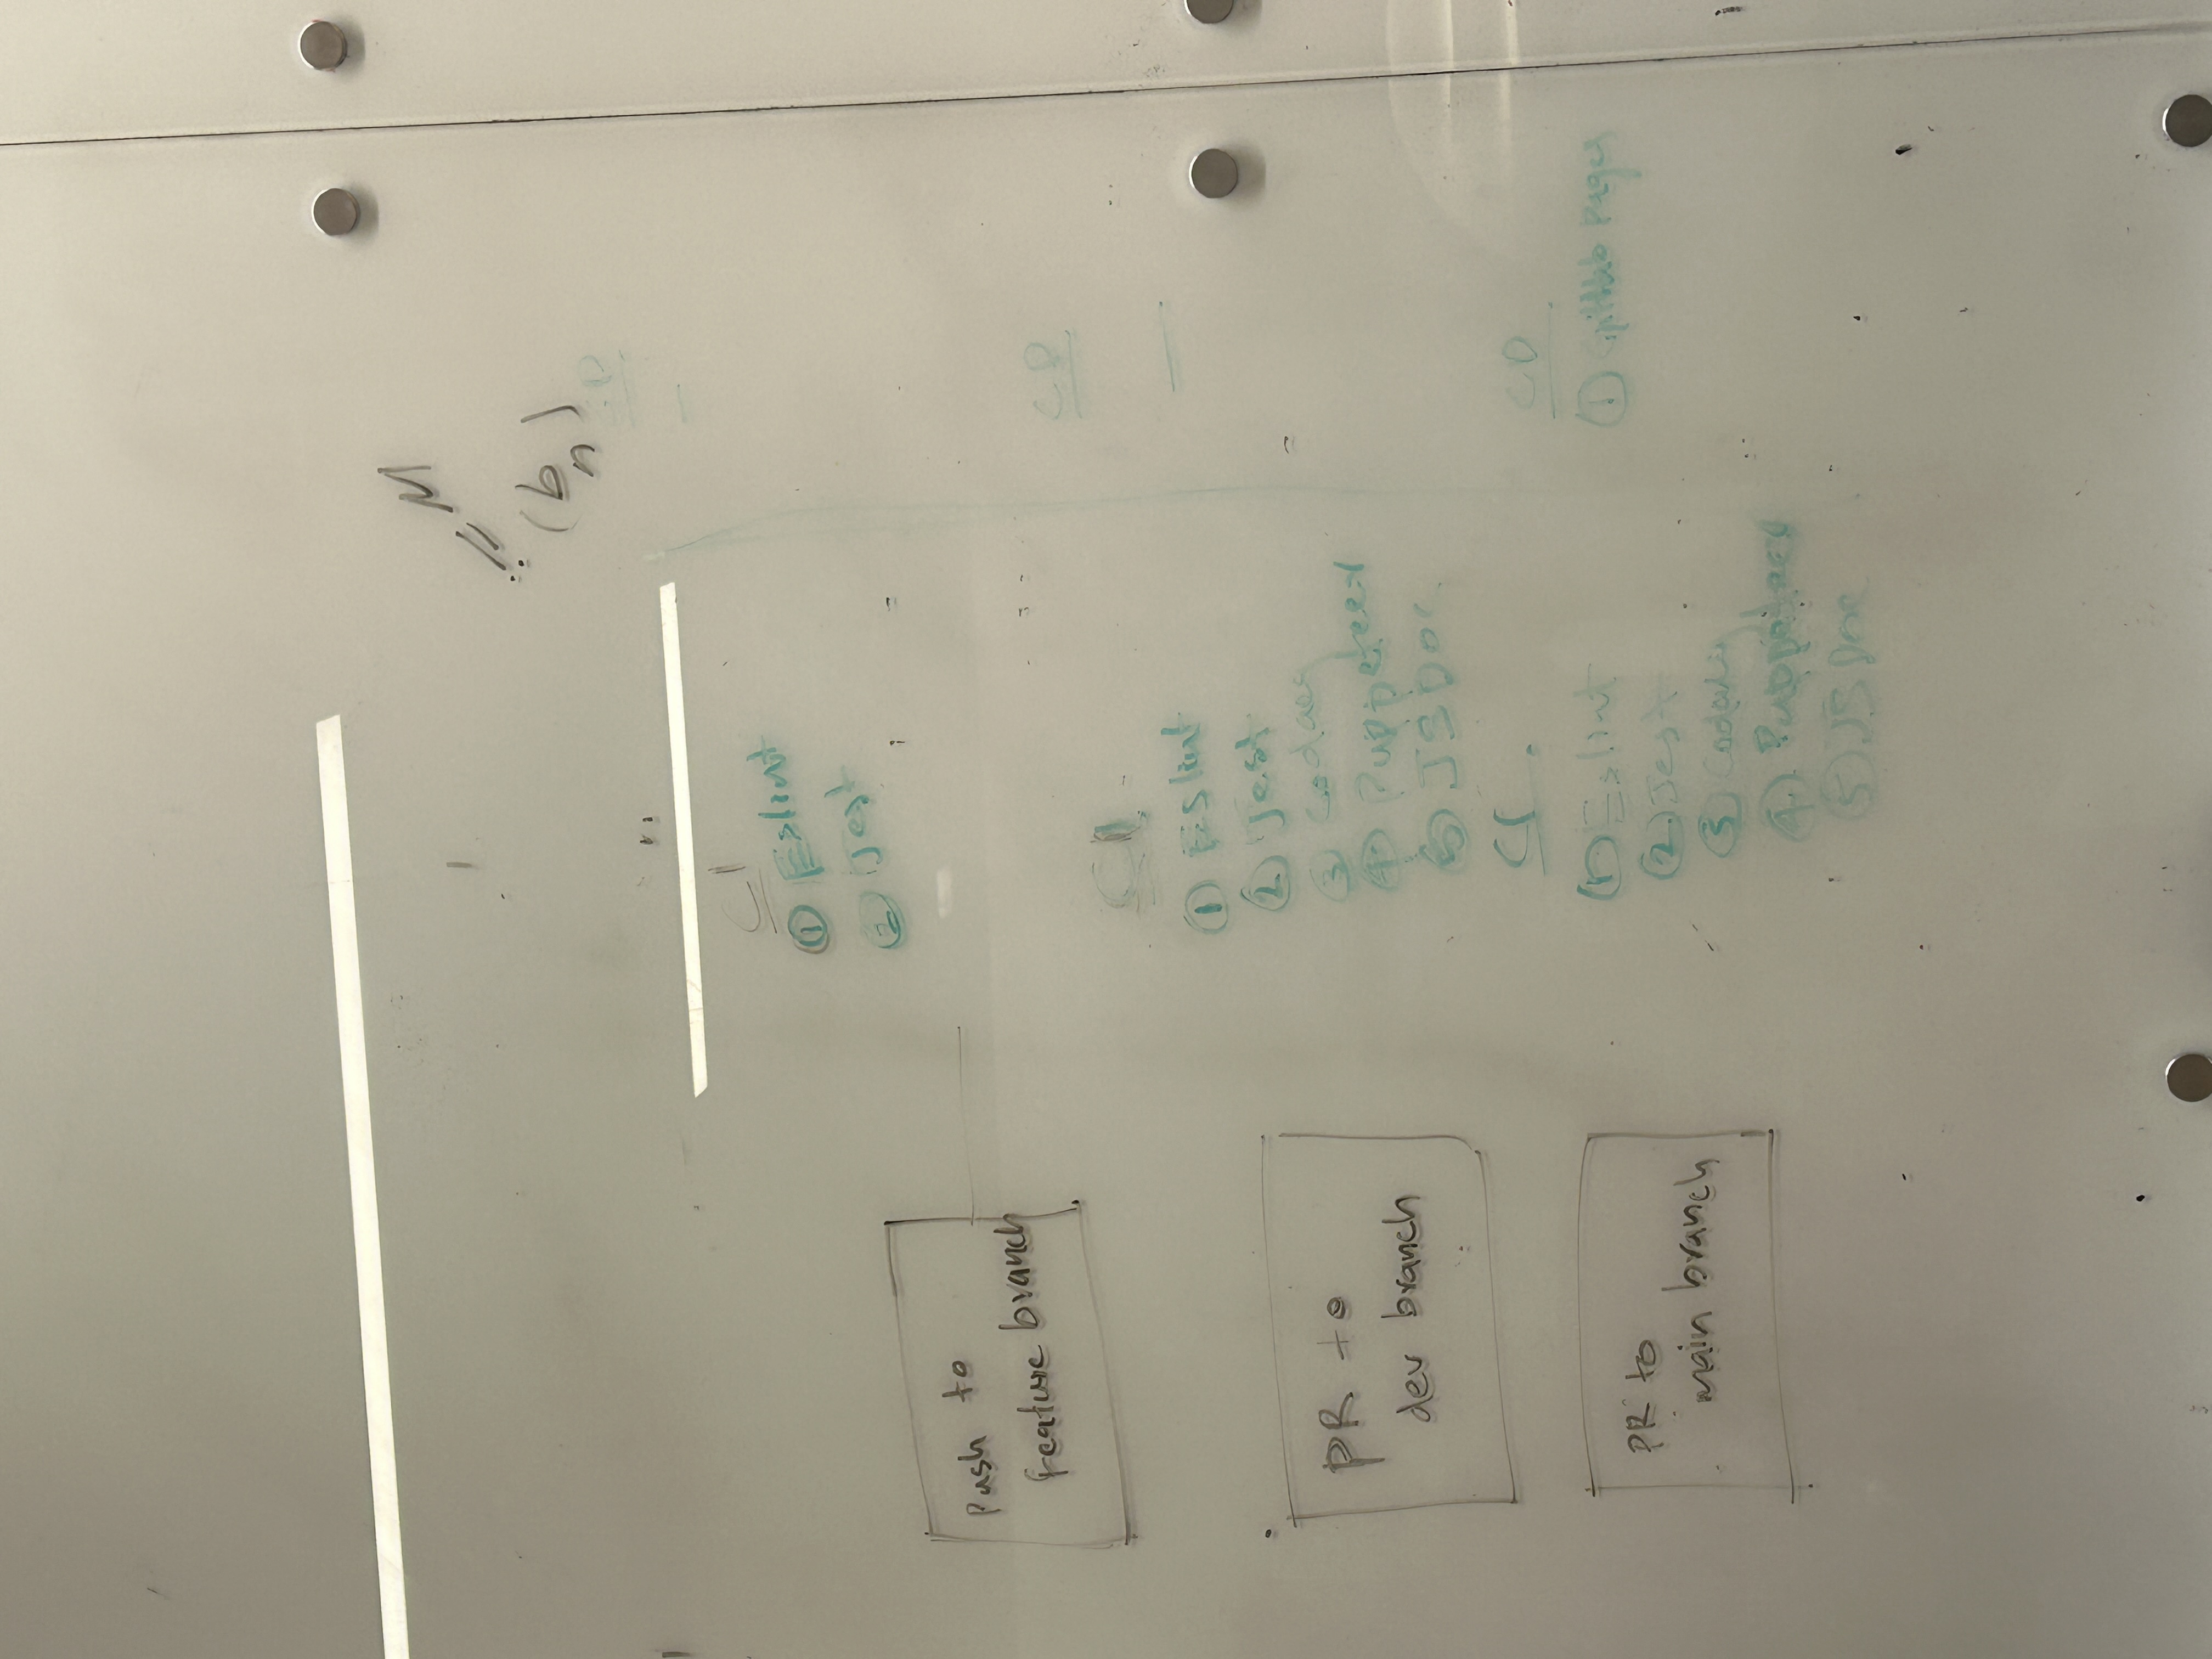 M
(bn)
CD
CI
① Eslint
② Jest
Push to
feature branch
CD
CI
① Eslint
② Jest
③ Codacy
④ Puppeteer
⑤ JSDoc
PR to
dev branch
CI
① Eslint
② Jest
③ Codacy
④ Puppeteer
⑤ JSDoc
CD
① GitHub Pages
PR to
main branch